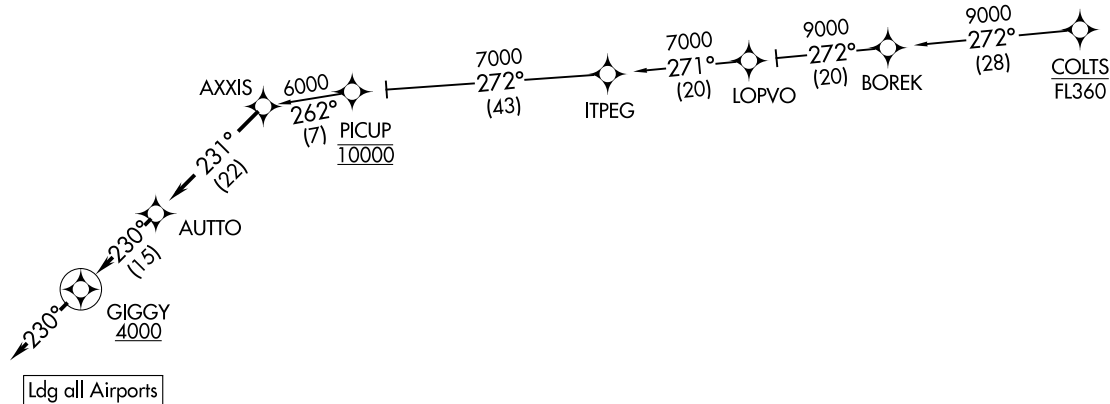 COLTS
FL360
9000
272°
(28)
BOREK
9000
272°
(20)
LOPVO
7000
271°
(20)
ITPEG
7000
272°
(43)
PICUP
10000
6000
262°
(7)
AXXIS
231°
(22)
AUTTO
230°
(15)
GIGGY
4000
230°
Ldg all Airports